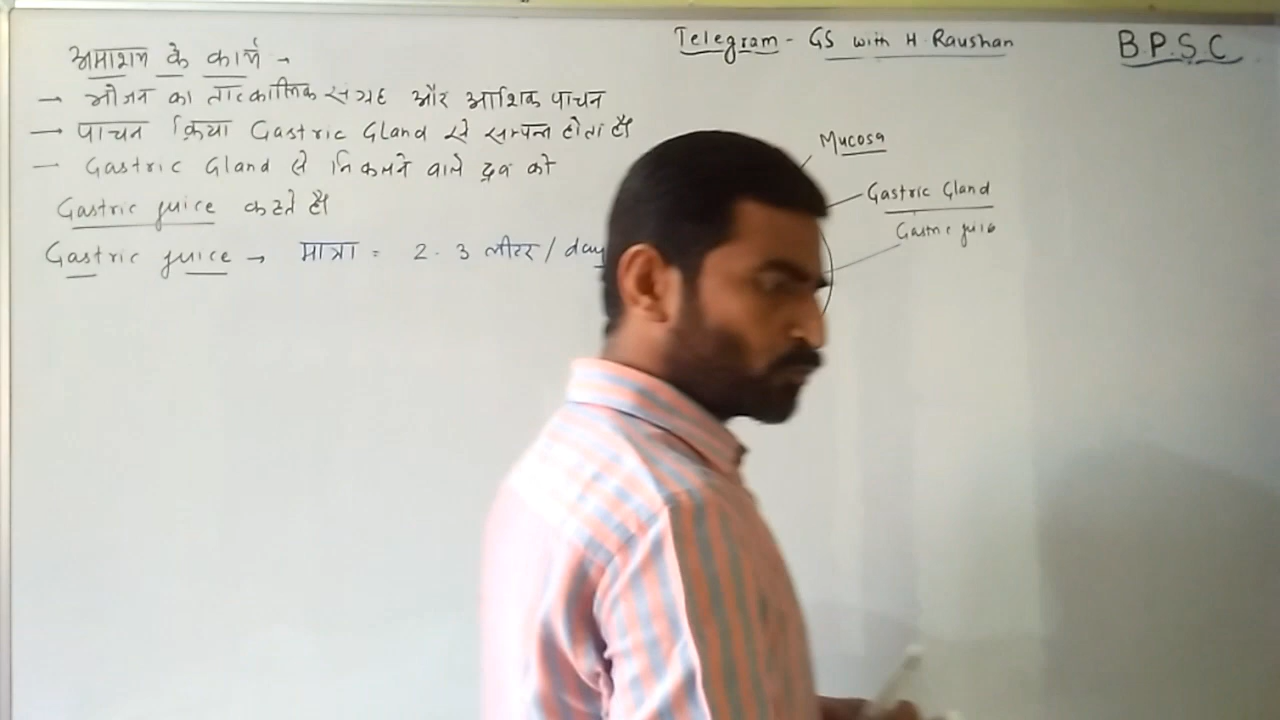 Telegram - GS with H Raushan
B.P.S.C
अमाशय के कार्य →
→ भोजन का तात्कालिक संग्रह और आंशिक पाचन
→ पाचन क्रिया Gastric Gland से सम्पन्न होता है
— Gastric Gland से निकलने वाले द्रव को
Gastric juice कहते हैं
Gastric juice → मात्रा = 2-3 लीटर / day
Mucosa
Gastric Gland
Gastric juice